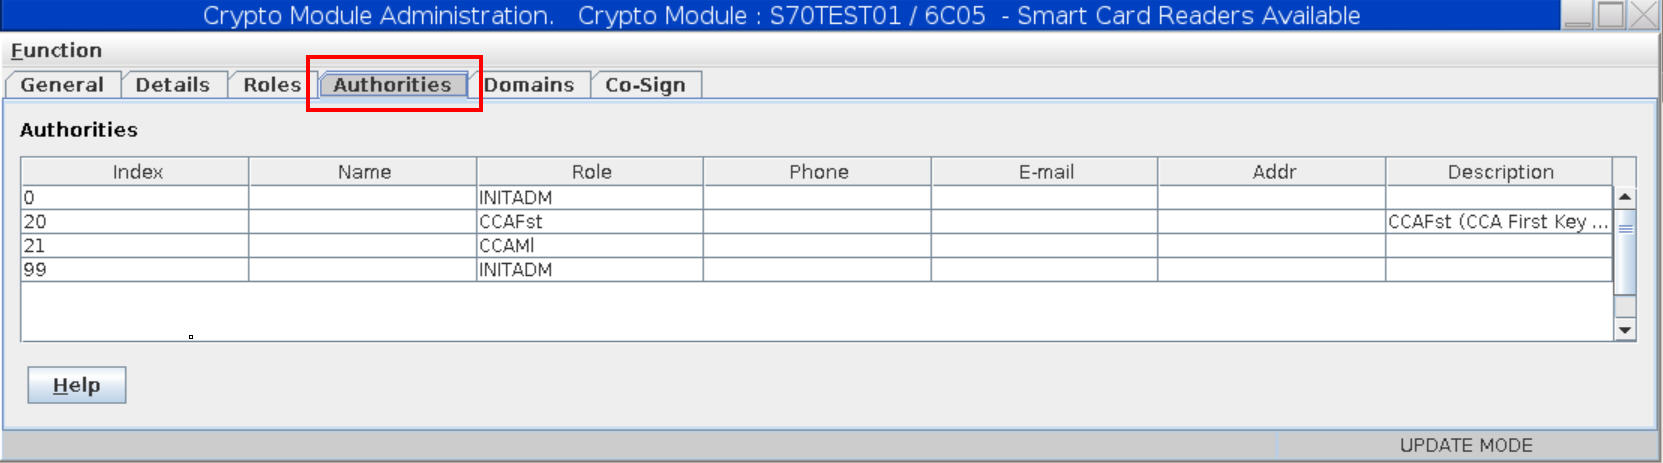 Crypto Module Administration.   Crypto Module : S70TEST01 / 6C05  - Smart Card Readers Available
Function
General Details Roles Authorities Domains Co-Sign
Authorities
Index Name Role Phone E-mail Addr Description
0 INITADM
20 CCAFst CCAFst (CCA First Key ...
21 CCAMl
99 INITADM
Help
UPDATE MODE